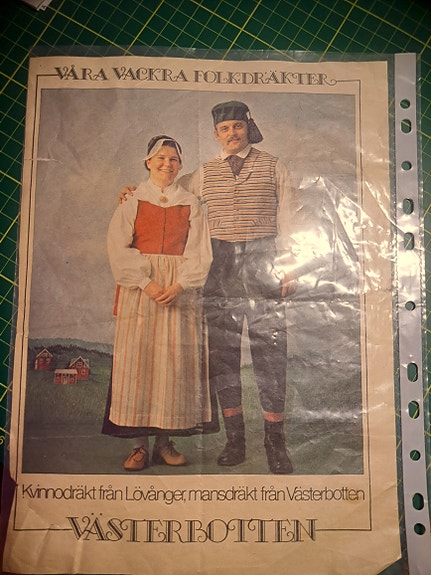 VÅRA VACKRA FOLKDRÄKTER
Kvinnodräkt från Lövånger, mansdräkt från Västerbotten
VÄSTERBOTTEN